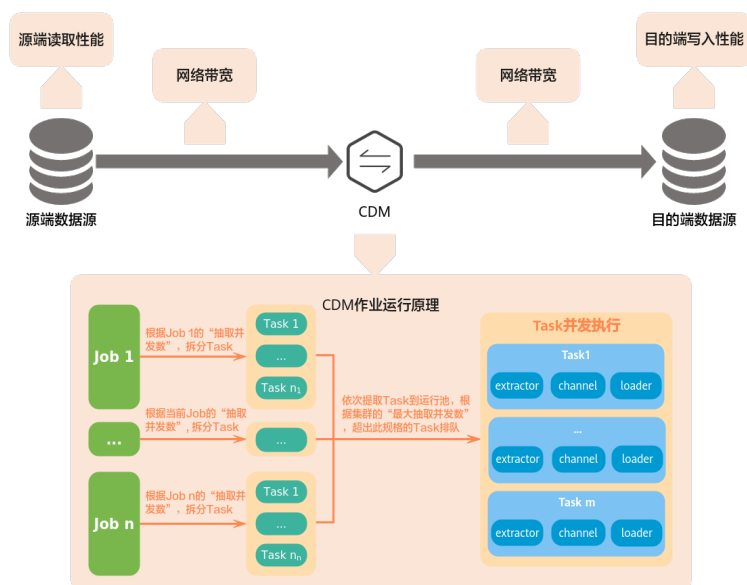 源端读取性能
网络带宽
网络带宽
目的端写入性能
源端数据源
CDM
目的端数据源
CDM作业运行原理
Job 1
根据Job 1的“抽取并
发数”，拆分Task
Task 1
...
Task n1
...
根据当前Job的“抽取
并发数”, 拆分Task
...
Job n
根据Job n的“抽取并
发数”，拆分Task
Task 1
...
Task nn
依次提取Task到运行池，根
据集群的“最大抽取并发数”
，超出此规格的Task排队
Task并发执行
Task1
extractor
channel
loader
...
extractor
channel
loader
Task m
extractor
channel
loader